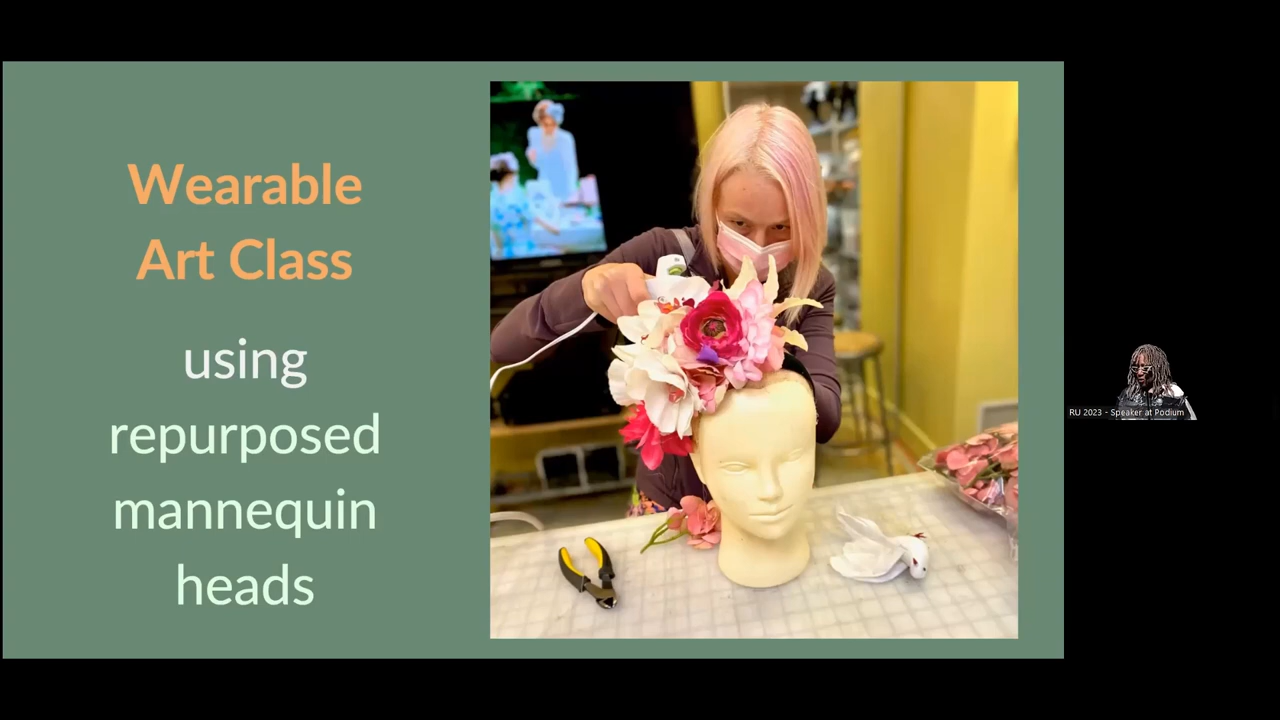 Wearable
Art Class
using
repurposed
mannequin
heads
RU 2023 - Speaker at Podium